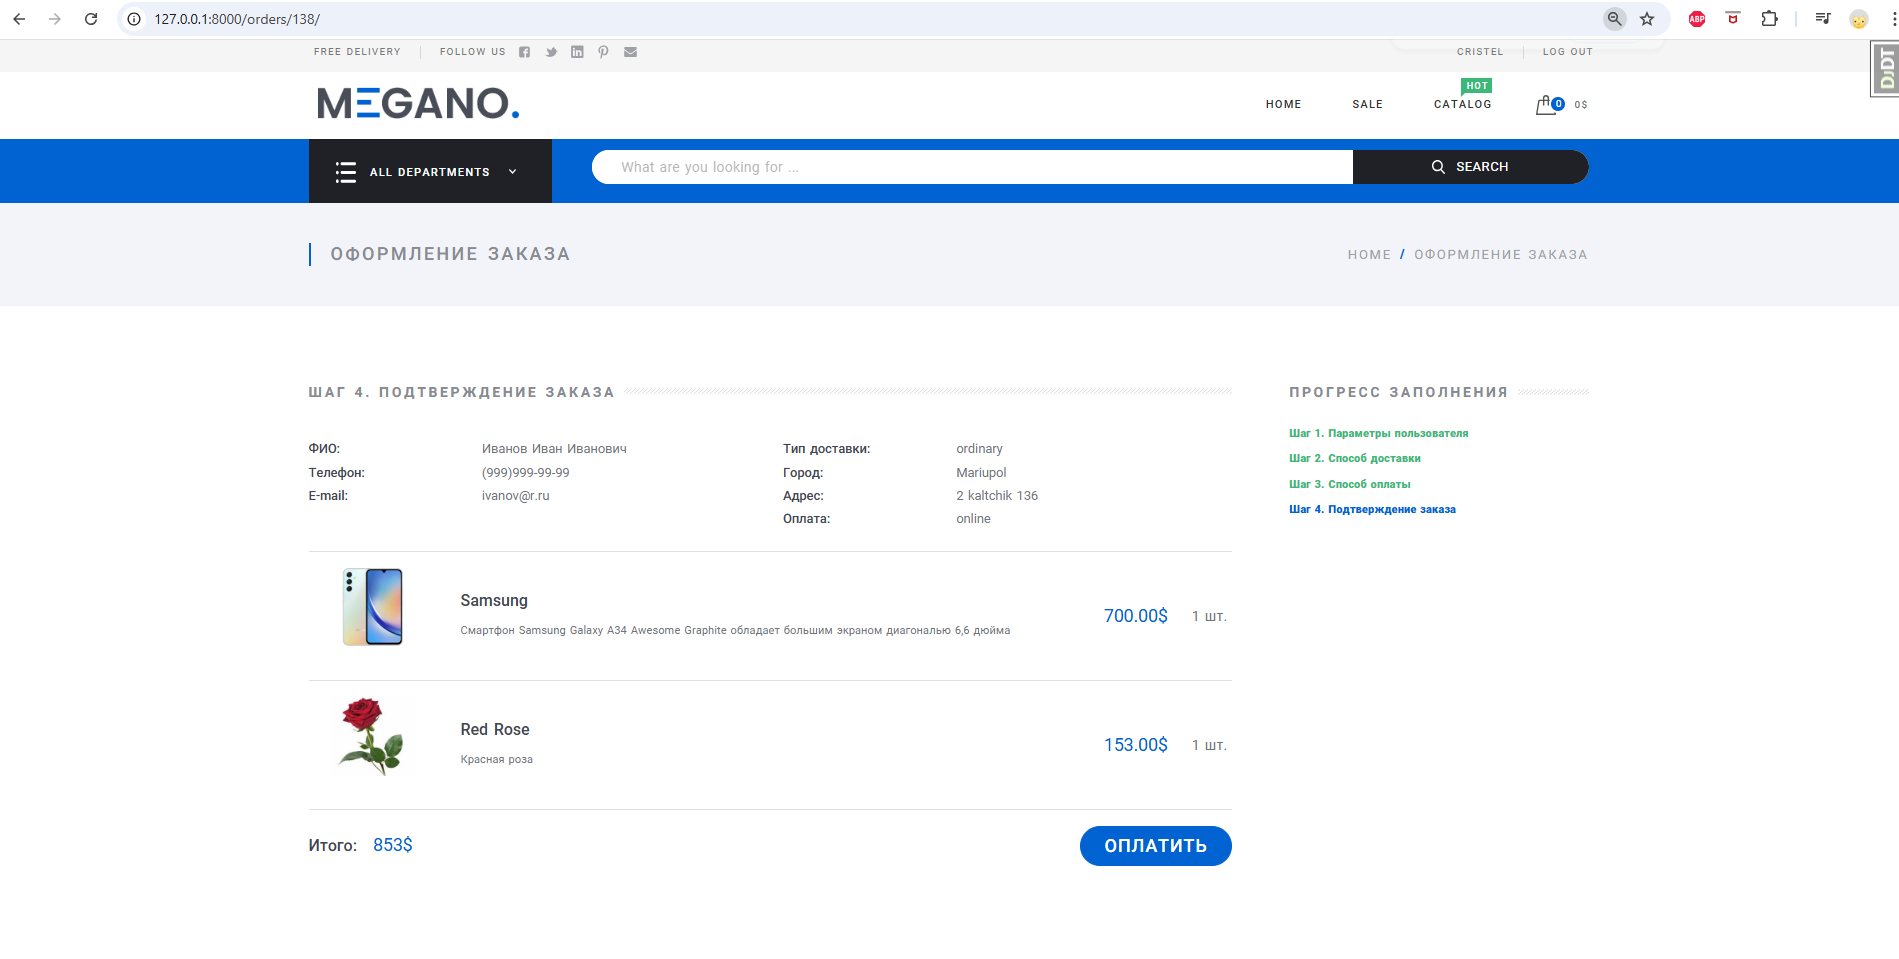 127.0.0.1:8000/orders/138/
ABP
FREE DELIVERY
FOLLOW US
CRISTEL
LOG OUT
DjDT
MEGANO.
HOME
SALE
HOT
CATALOG
0
0$
ALL DEPARTMENTS
What are you looking for ...
SEARCH
ОФОРМЛЕНИЕ ЗАКАЗА
HOME / ОФОРМЛЕНИЕ ЗАКАЗА
ШАГ 4. ПОДТВЕРЖДЕНИЕ ЗАКАЗА
ФИО: Иванов Иван Иванович
Телефон: (999)999-99-99
E-mail: ivanov@r.ru
Тип доставки: ordinary
Город: Mariupol
Адрес: 2 kaltchik 136
Оплата: online
Samsung
Смартфон Samsung Galaxy A34 Awesome Graphite обладает большим экраном диагональю 6,6 дюйма
700.00$ 1 шт.
Red Rose
Красная роза
153.00$ 1 шт.
Итого: 853$
ОПЛАТИТЬ
ПРОГРЕСС ЗАПОЛНЕНИЯ
Шаг 1. Параметры пользователя
Шаг 2. Способ доставки
Шаг 3. Способ оплаты
Шаг 4. Подтверждение заказа